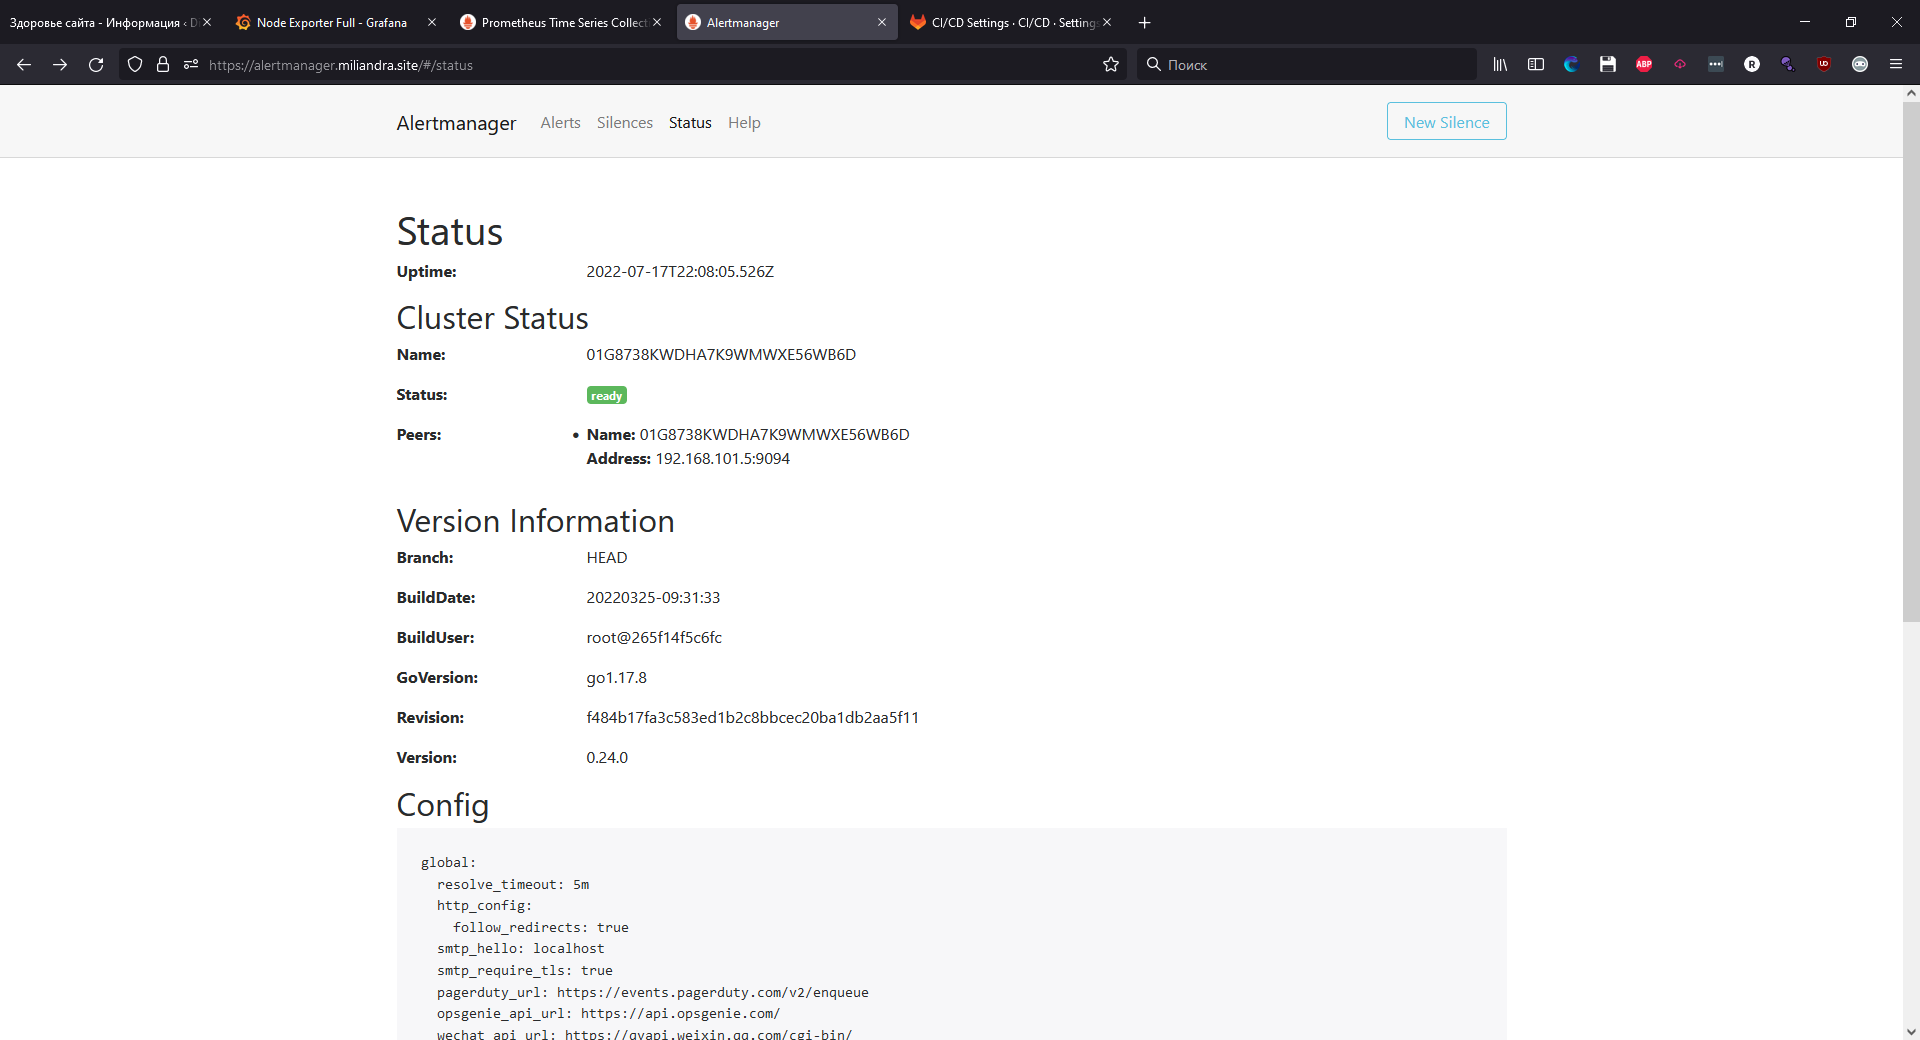 Здоровье сайта - Информация ‹ D
Node Exporter Full - Grafana
Prometheus Time Series Collect
Alertmanager
CI/CD Settings · CI/CD · Settings
https://alertmanager.miliandra.site/#/status
Поиск
ABP
R
UD
Alertmanager
Alerts
Silences
Status
Help
New Silence
Status
Uptime: 2022-07-17T22:08:05.526Z
Cluster Status
Name: 01G8738KWDHA7K9WMWXE56WB6D
Status: ready
Peers: • Name: 01G8738KWDHA7K9WMWXE56WB6D
Address: 192.168.101.5:9094
Version Information
Branch: HEAD
BuildDate: 20220325-09:31:33
BuildUser: root@265f14f5c6fc
GoVersion: go1.17.8
Revision: f484b17fa3c583ed1b2c8bbcec20ba1db2aa5f11
Version: 0.24.0
Config
global:
resolve_timeout: 5m
http_config:
follow_redirects: true
smtp_hello: localhost
smtp_require_tls: true
pagerduty_url: https://events.pagerduty.com/v2/enqueue
opsgenie_api_url: https://api.opsgenie.com/
wechat_api_url: https://qyapi.weixin.qq.com/cgi-bin/